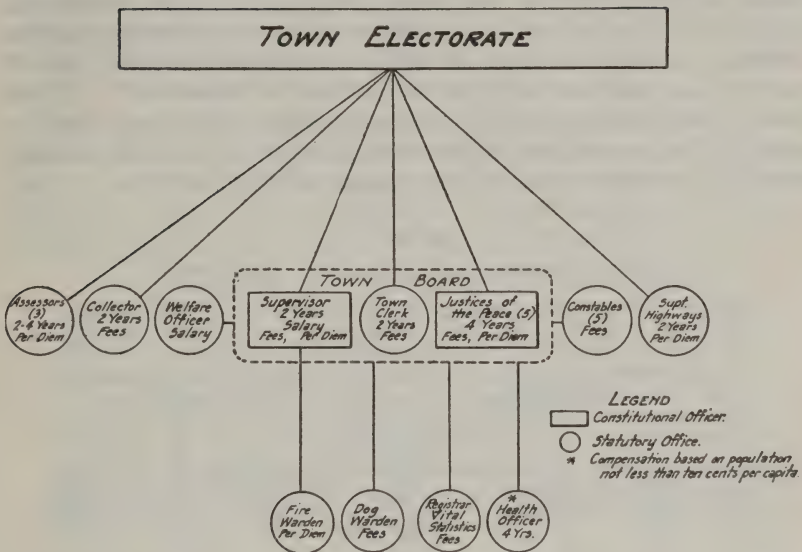 TOWN ELECTORATE
TOWN BOARD
Assessors
(3)
2-4 Years
Per Diem
Collector
2 Years
Fees
Welfare
Officer
Salary
Supervisor
2 Years
Salary
Fees, Per Diem
Town
Clerk
2 Years
Fees
Justices of
the Peace (5)
4 Years
Fees, Per Diem
Constables
(5)
Fees
Supt.
Highways
2 Years
Per Diem
LEGEND
Constitutional Officer.
Statutory Office.
* Compensation based on population
not less than ten cents per capita.
Fire
Warden
Per Diem
Dog
Warden
Fees
Registrar
Vital
Statistics
Fees
*
Health
Officer
4 Yrs.